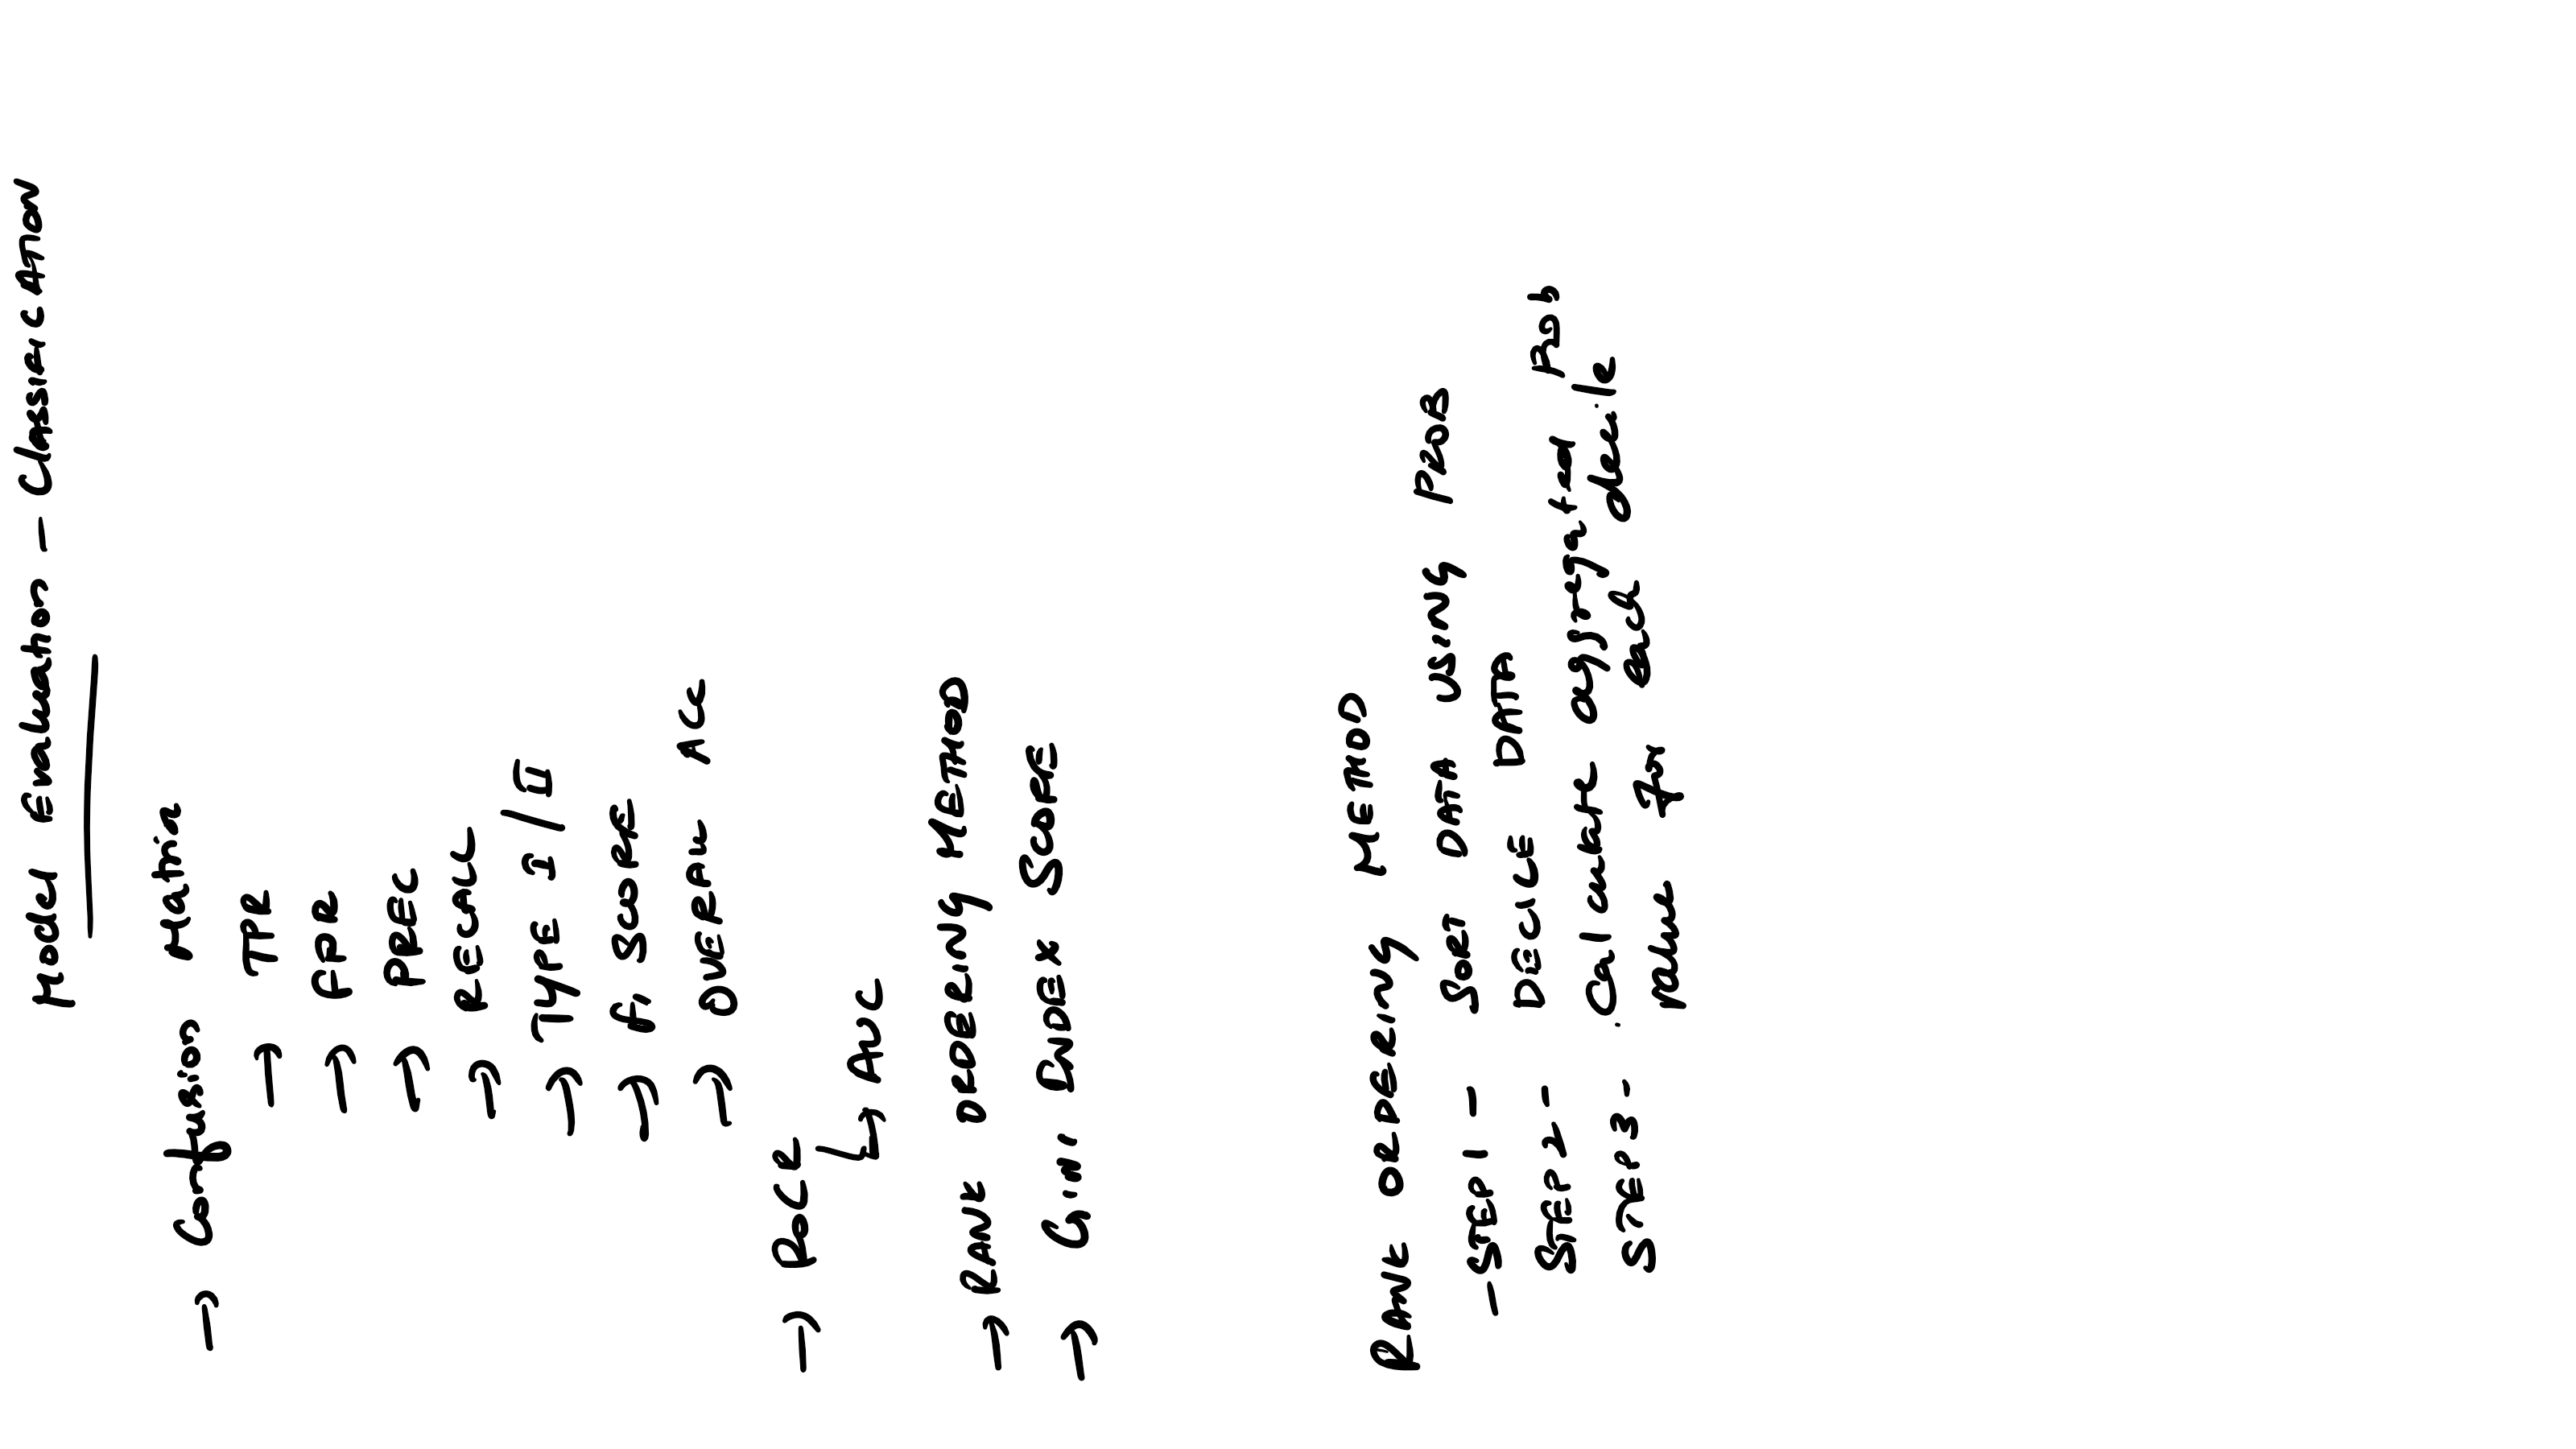 Model Evaluation - Classification
→ Confusion Matrix
→ TPR
→ FPR
→ PREC
→ RECALL
→ TYPE I / II
→ F1 SCORE
→ OVERALL ACC
→ ROCR
↳ AUC
→ RANK ORDERING METHOD
→ Gini INDEX SCORE
RANK ORDERING METHOD
- STEP 1 - SORT DATA USING PROB
STEP 2 - DECILE DATA
STEP 3 - Calculate aggregated Prob
value for each decile